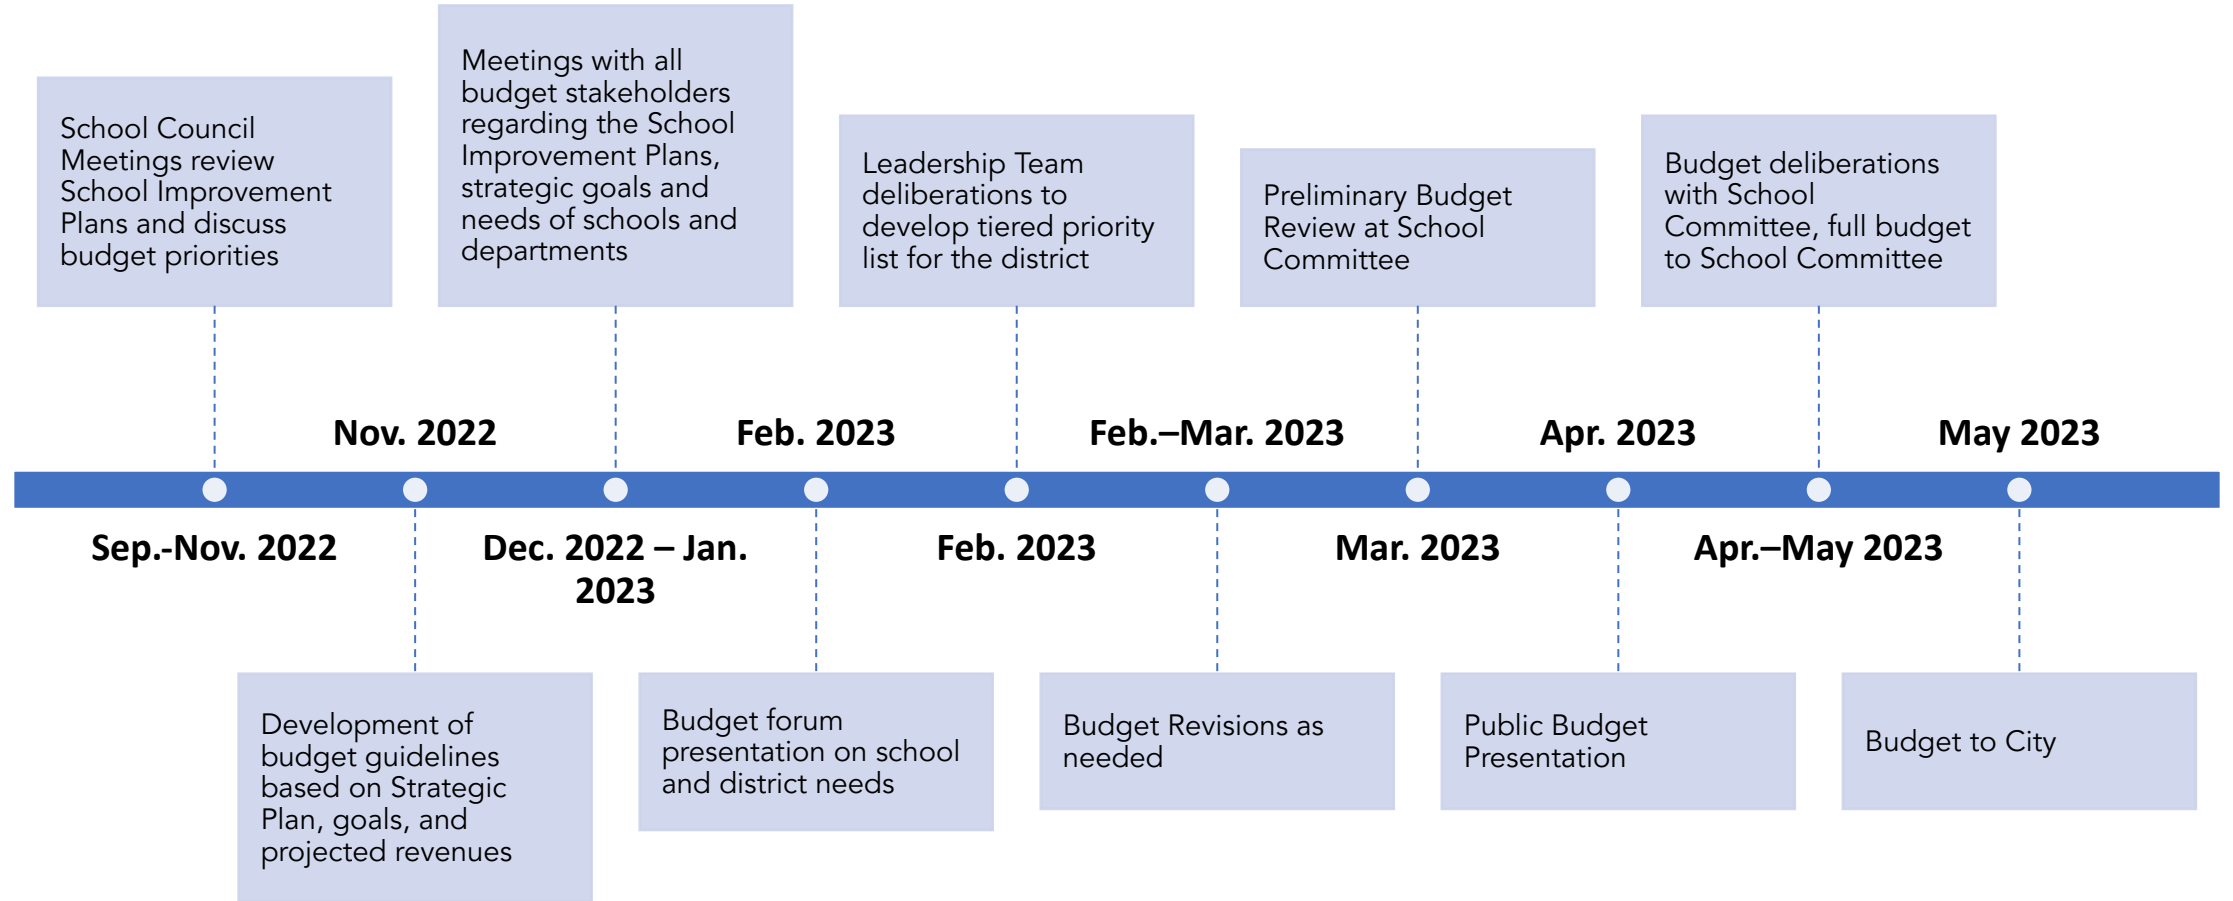 School Council
Meetings review
School Improvement
Plans and discuss
budget priorities
Meetings with all
budget stakeholders
regarding the School
Improvement Plans,
strategic goals and
needs of schools and
departments
Leadership Team
deliberations to
develop tiered priority
list for the district
Preliminary Budget
Review at School
Committee
Budget deliberations
with School
Committee, full budget
to School Committee
Nov. 2022
Feb. 2023
Feb.–Mar. 2023
Apr. 2023
May 2023
Sep.-Nov. 2022
Dec. 2022 – Jan.
2023
Feb. 2023
Mar. 2023
Apr.–May 2023
Development of
budget guidelines
based on Strategic
Plan, goals, and
projected revenues
Budget forum
presentation on school
and district needs
Budget Revisions as
needed
Public Budget
Presentation
Budget to City